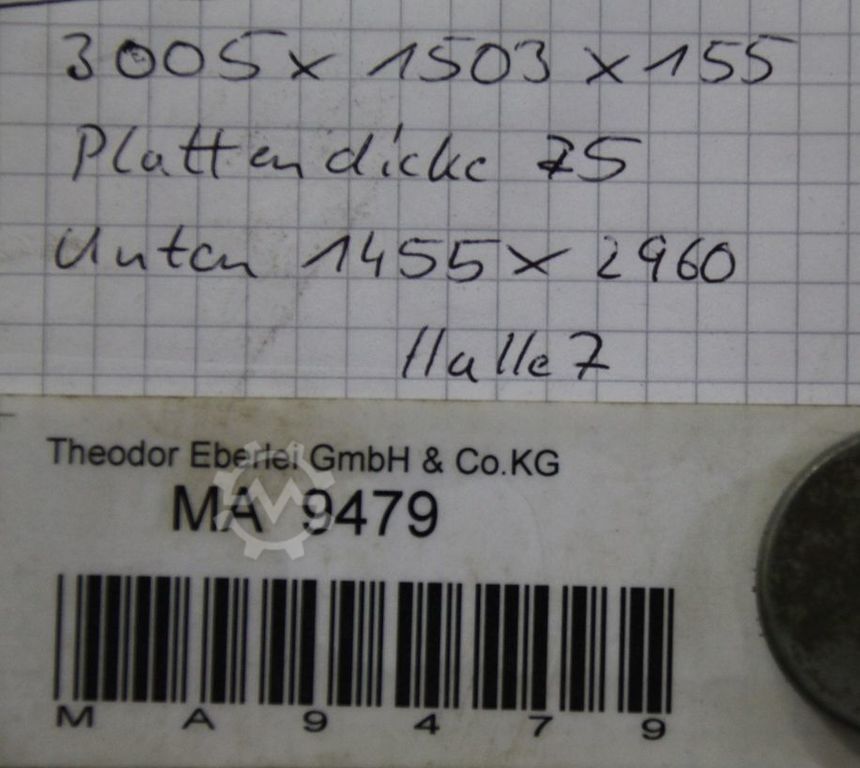 3005 x 1503 x 155
Plattendicke 75
Unten 1455 x 2960
Halle 7
Theodor Eberlei GmbH & Co.KG
MA 9479
M A 9 4 7 9